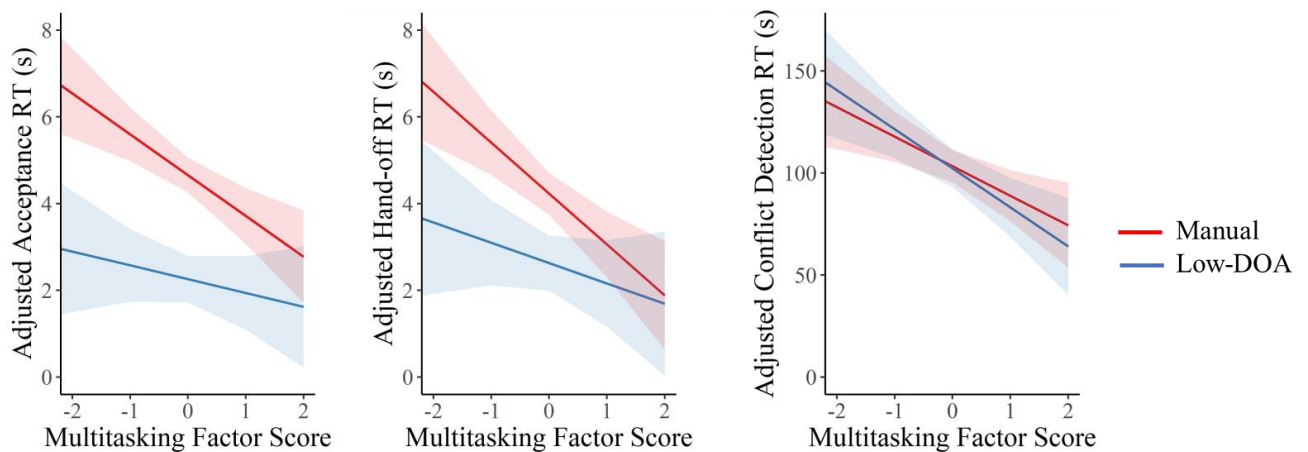 Adjusted Acceptance RT (s)
8
6
4
2
0
-2 -1 0 1 2
Multitasking Factor Score
Adjusted Hand-off RT (s)
8
6
4
2
0
-2 -1 0 1 2
Multitasking Factor Score
Adjusted Conflict Detection RT (s)
150
100
50
0
-2 -1 0 1 2
Multitasking Factor Score
Manual
Low-DOA